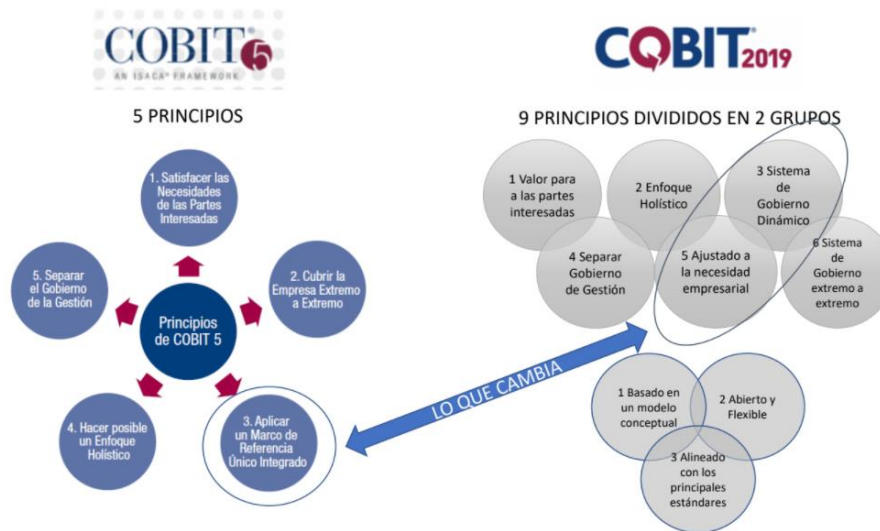 COBIT® 5
AN ISACA® FRAMEWORK
5 PRINCIPIOS
1. Satisfacer las
Necesidades
de las Partes
Interesadas
5. Separar
el Gobierno
de la Gestión
2. Cubrir la
Empresa Extremo
a Extremo
Principios
de COBIT 5
4. Hacer posible
un Enfoque
Holístico
3. Aplicar
un Marco de
Referencia
Único Integrado
LO QUE CAMBIA
COBIT® 2019
9 PRINCIPIOS DIVIDIDOS EN 2 GRUPOS
1 Valor para
a las partes
interesadas
2 Enfoque
Holístico
3 Sistema
de
Gobierno
Dinámico
4 Separar
Gobierno
de Gestión
5 Ajustado a
la necesidad
empresarial
6 Sistema
de
Gobierno
extremo a
extremo
1 Basado en
un modelo
conceptual
2 Abierto y
Flexible
3 Alineado
con los
principales
estándares